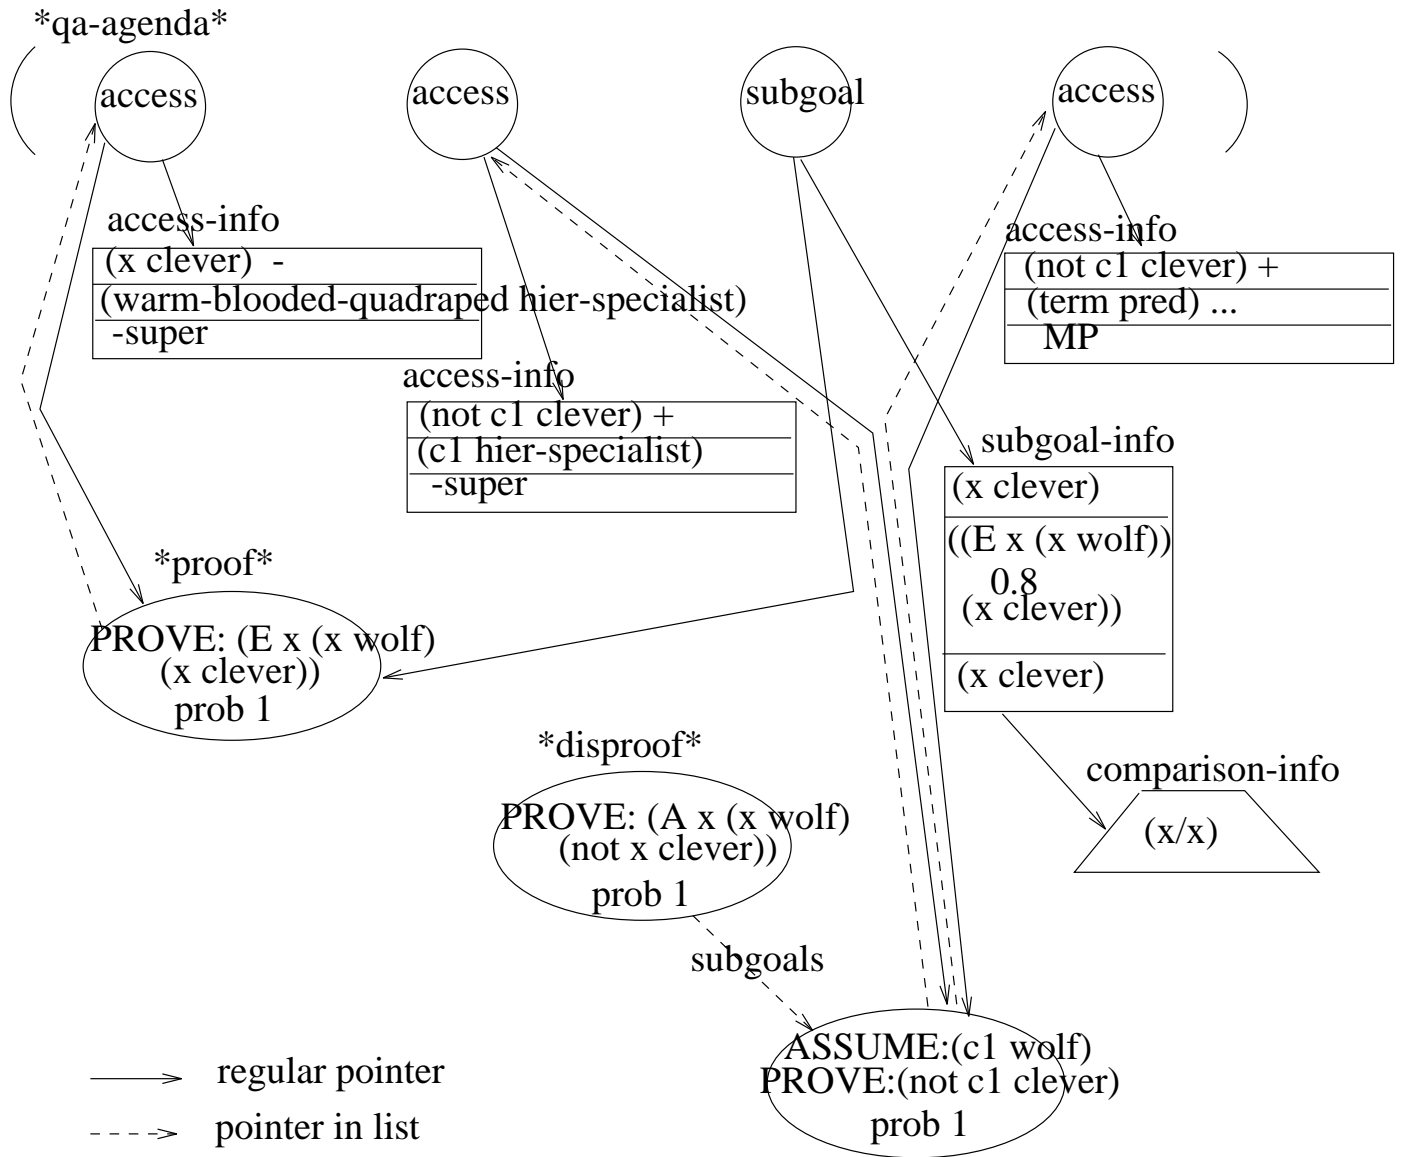 *qa-agenda*
access
access
subgoal
access
access-info
(x clever) -
(warm-blooded-quadraped hier-specialist)
-super
access-info
(not c1 clever) +
(term pred) ...
MP
access-info
(not c1 clever) +
(c1 hier-specialist)
-super
subgoal-info
(x clever)
((E x (x wolf))
0.8
(x clever))
(x clever)
*proof*
PROVE: (E x (x wolf)
(x clever))
prob 1
*disproof*
PROVE: (A x (x wolf)
(not x clever))
prob 1
comparison-info
(x/x)
subgoals
ASSUME:(c1 wolf)
PROVE:(not c1 clever)
prob 1
regular pointer
pointer in list